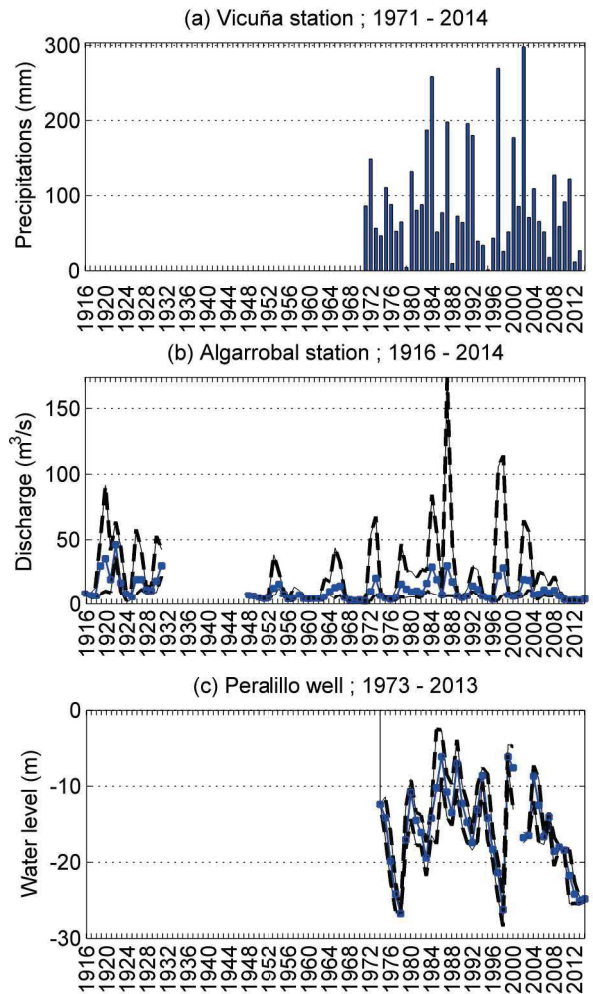 (a) Vicuña station ; 1971 - 2014
Precipitations (mm)
300
200
100
0
1916 1920 1924 1928 1932 1936 1940 1944 1948 1952 1956 1960 1964 1968 1972 1976 1980 1984 1988 1992 1996 2000 2004 2008 2012
(b) Algarrobal station ; 1916 - 2014
Discharge (m³/s)
150
100
50
0
1916 1920 1924 1928 1932 1936 1940 1944 1948 1952 1956 1960 1964 1968 1972 1976 1980 1984 1988 1992 1996 2000 2004 2008 2012
(c) Peralillo well ; 1973 - 2013
Water level (m)
0
-10
-20
-30
1916 1920 1924 1928 1932 1936 1940 1944 1948 1952 1956 1960 1964 1968 1972 1976 1980 1984 1988 1992 1996 2000 2004 2008 2012